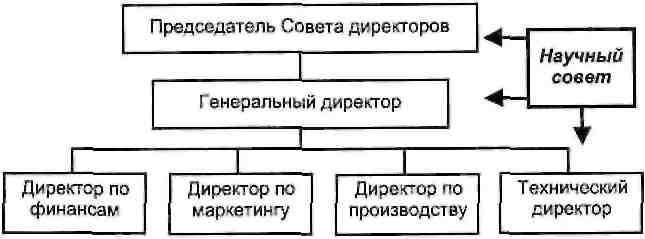 Председатель Совета директоров
Научный
совет
Генеральный директор
Директор по
финансам
Директор по
маркетингу
Директор по
производству
Технический
директор